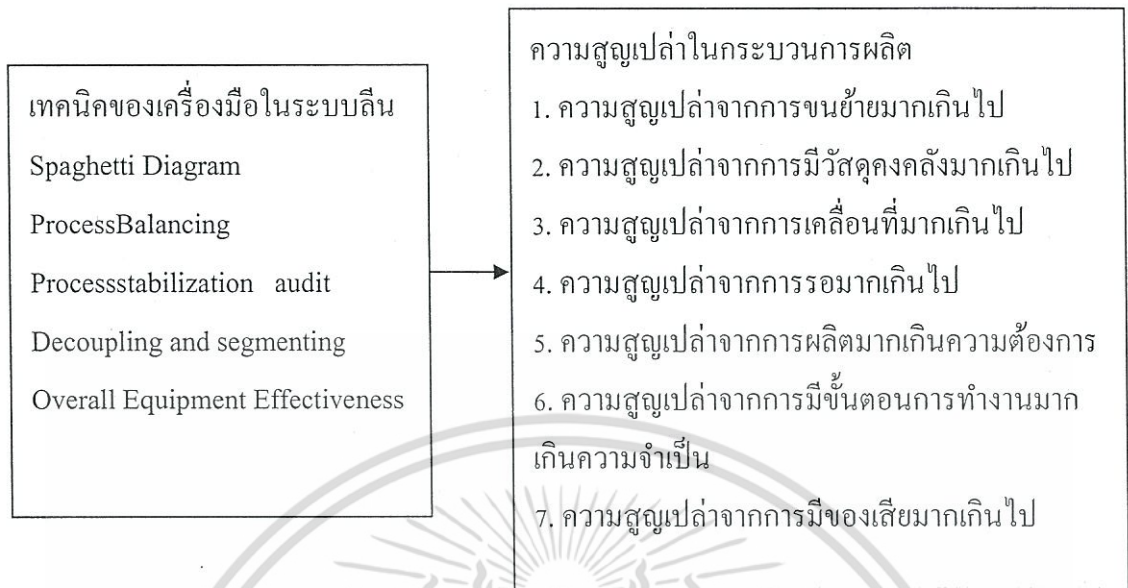 เทคนิคของเครื่องมือในระบบลีน
Spaghetti Diagram
ProcessBalancing
Processstabilization audit
Decoupling and segmenting
Overall Equipment Effectiveness
ความสูญเปล่าในกระบวนการผลิต
1. ความสูญเปล่าจากการขนย้ายมากเกินไป
2. ความสูญเปล่าจากการมีวัสดุคงคลังมากเกินไป
3. ความสูญเปล่าจากการเคลื่อนที่มากเกินไป
4. ความสูญเปล่าจากการรอมากเกินไป
5. ความสูญเปล่าจากการผลิตมากเกินความต้องการ
6. ความสูญเปล่าจากการมีขั้นตอนการทำงานมาก
เกินความจำเป็น
7. ความสูญเปล่าจากการมีของเสียมากเกินไป